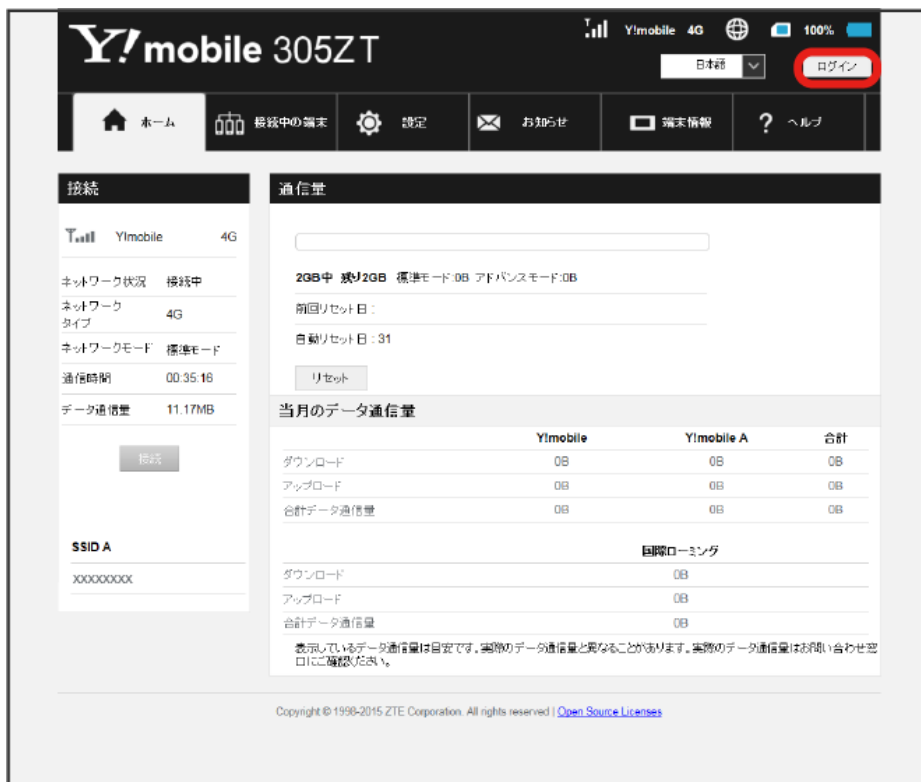 Y!mobile 305ZT
Y!mobile 4G 100%
日本語 ログイン
ホーム 接続中の端末 設定 お知らせ 端末情報 ? ヘルプ
接続
Y!mobile 4G
ネットワーク状況 接続中
ネットワーク
タイプ 4G
ネットワークモード 標準モード
通信時間 00:35:16
データ通信量 11.17MB
接続
SSID A
XXXXXXXX
通信量
2GB中 残り2GB 標準モード:0B アドバンスモード:0B
前回リセット日 :
自動リセット日 : 31
リセット
当月のデータ通信量
Y!mobile Y!mobile A 合計
ダウンロード 0B 0B 0B
アップロード 0B 0B 0B
合計データ通信量 0B 0B 0B
国際ローミング
ダウンロード 0B
アップロード 0B
合計データ通信量 0B
表示しているデータ通信量は目安です。実際のデータ通信量と異なることがあります。実際のデータ通信量はお問い合わせ窓
口にご確認ください。
Copyright © 1998-2015 ZTE Corporation. All rights reserved | Open Source Licenses